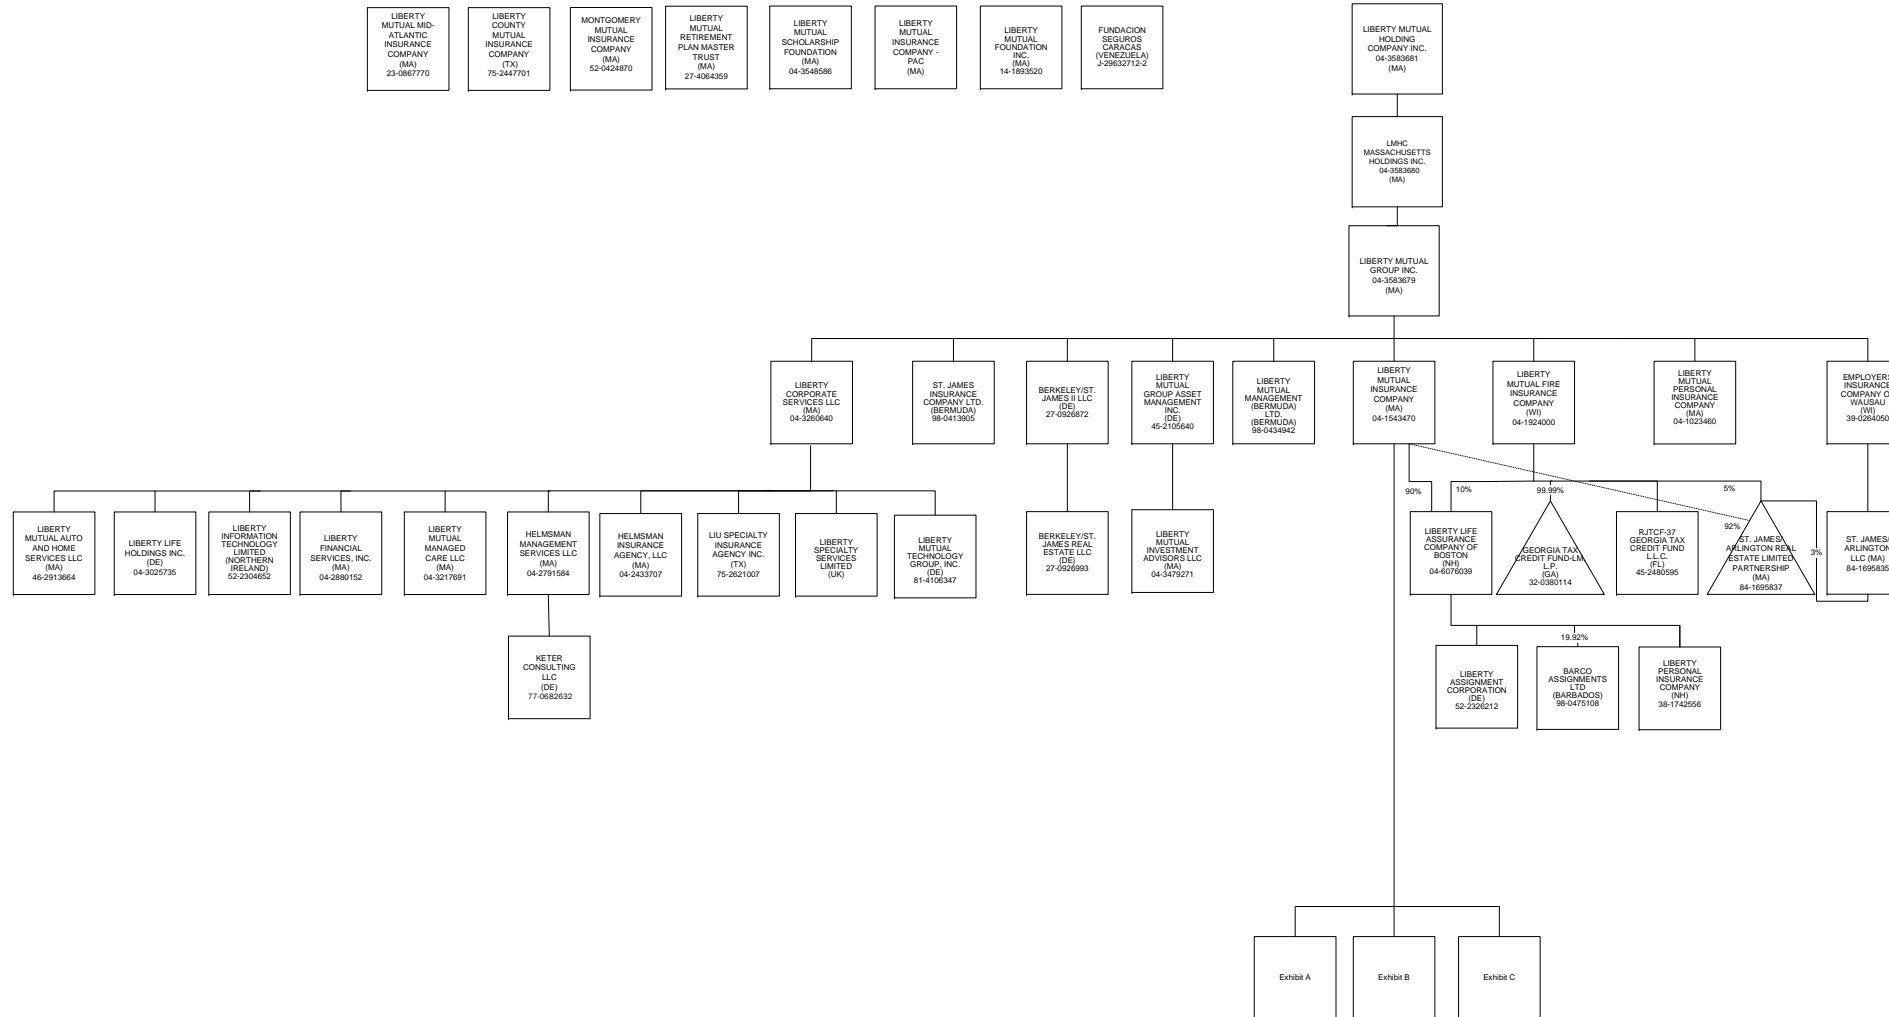 LIBERTY
MUTUAL MID-
ATLANTIC
INSURANCE
COMPANY
(MA)
23-0867770
LIBERTY
COUNTY
MUTUAL
INSURANCE
COMPANY
(TX)
75-2447701
MONTGOMERY
MUTUAL
INSURANCE
COMPANY
(MA)
52-0424870
LIBERTY
MUTUAL
RETIREMENT
PLAN MASTER
TRUST
(MA)
27-4064359
LIBERTY
MUTUAL
SCHOLARSHIP
FOUNDATION
(MA)
04-3548586
LIBERTY
MUTUAL
INSURANCE
COMPANY -
PAC
(MA)
LIBERTY
MUTUAL
FOUNDATION
INC.
(MA)
14-1893520
FUNDACION
SEGUROS
CARACAS
(VENEZUELA)
J-29632712-2
LIBERTY MUTUAL
HOLDING
COMPANY INC.
04-3583681
(MA)
LMHC
MASSACHUSETTS
HOLDINGS INC.
04-3583680
(MA)
LIBERTY MUTUAL
GROUP INC.
04-3583679
(MA)
LIBERTY
CORPORATE
SERVICES LLC
(MA)
04-3260640
ST. JAMES
INSURANCE
COMPANY LTD.
(BERMUDA)
98-0413905
BERKELEY/ST.
JAMES II LLC
(DE)
27-0926872
LIBERTY
MUTUAL
GROUP ASSET
MANAGEMENT
INC.
(DE)
45-2105640
LIBERTY
MUTUAL
MANAGEMENT
(BERMUDA)
LTD.
(BERMUDA)
98-0434942
LIBERTY
MUTUAL
INSURANCE
COMPANY
(MA)
04-1543470
LIBERTY
MUTUAL FIRE
INSURANCE
COMPANY
(WI)
04-1924000
LIBERTY
MUTUAL
PERSONAL
INSURANCE
COMPANY
(MA)
04-1023460
EMPLOYERS
INSURANCE
COMPANY O
WAUSAU
(WI)
39-0264050
90%
10%
99.99%
5%
92%
3%
LIBERTY
MUTUAL AUTO
AND HOME
SERVICES LLC
(MA)
46-2913664
LIBERTY LIFE
HOLDINGS INC.
(DE)
04-3025735
LIBERTY
INFORMATION
TECHNOLOGY
LIMITED
(NORTHERN
IRELAND)
52-2304652
LIBERTY
FINANCIAL
SERVICES, INC.
(MA)
04-2880152
LIBERTY
MUTUAL
MANAGED
CARE LLC
(MA)
04-3217691
HELMSMAN
MANAGEMENT
SERVICES LLC
(MA)
04-2791584
HELMSMAN
INSURANCE
AGENCY, LLC
(MA)
04-2433707
LIU SPECIALTY
INSURANCE
AGENCY INC.
(TX)
75-2621007
LIBERTY
SPECIALTY
SERVICES
LIMITED
(UK)
LIBERTY
MUTUAL
TECHNOLOGY
GROUP, INC.
(DE)
81-4106347
BERKELEY/ST.
JAMES REAL
ESTATE LLC
(DE)
27-0926993
LIBERTY
MUTUAL
INVESTMENT
ADVISORS LLC
(MA)
04-3479271
LIBERTY LIFE
ASSURANCE
COMPANY OF
BOSTON
(NH)
04-6076039
GEORGIA TAX
CREDIT FUND-LM
L.P.
(GA)
32-0380114
RJTCF-37
GEORGIA TAX
CREDIT FUND
L.L.C.
(FL)
45-2480595
ST. JAMES/
ARLINGTON REAL
ESTATE LIMITED
PARTNERSHIP
(MA)
84-1695837
ST. JAMES/
ARLINGTON
LLC (MA)
84-1695835
KETER
CONSULTING
LLC
(DE)
77-0682632
19.92%
LIBERTY
ASSIGNMENT
CORPORATION
(DE)
52-2326212
BARCO
ASSIGNMENTS
LTD
(BARBADOS)
98-0475108
LIBERTY
PERSONAL
INSURANCE
COMPANY
(NH)
38-1742556
Exhibit A
Exhibit B
Exhibit C